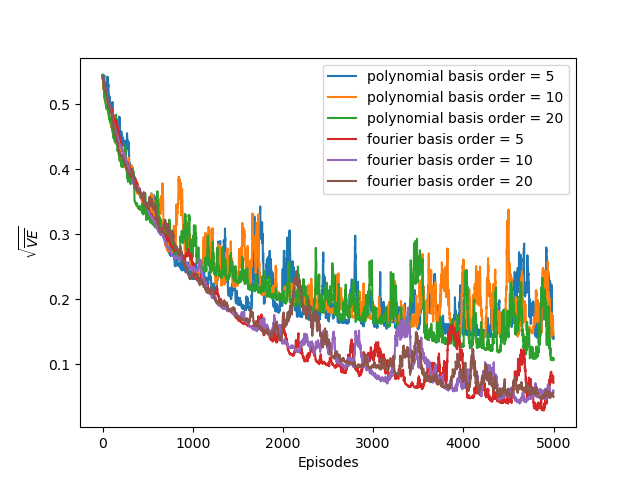 polynomial basis order = 5
polynomial basis order = 10
polynomial basis order = 20
fourier basis order = 5
fourier basis order = 10
fourier basis order = 20
0.5
0.4
0.3
0.2
0.1
√V̅E̅
0 1000 2000 3000 4000 5000
Episodes